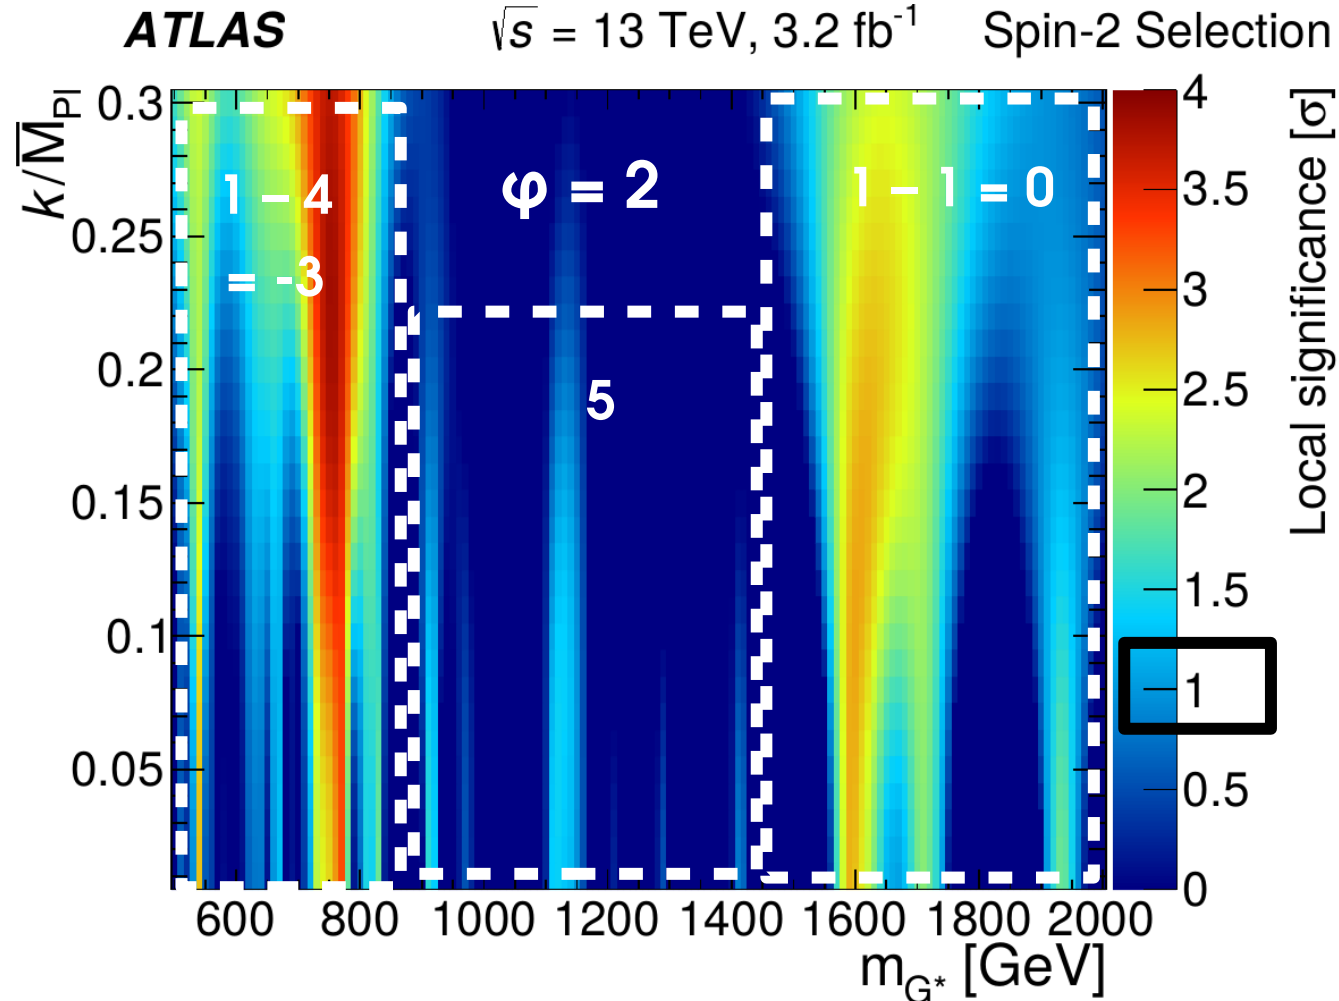 ATLAS
√s = 13 TeV, 3.2 fb⁻¹
Spin-2 Selection
k/M̅_Pl
0.3
0.25
0.2
0.15
0.1
0.05
1 – 4
= -3
φ = 2
5
1 – 1 = 0
4
3.5
3
2.5
2
1.5
1
0.5
0
Local significance [σ]
600
800
1000
1200
1400
1600
1800
2000
m_G* [GeV]